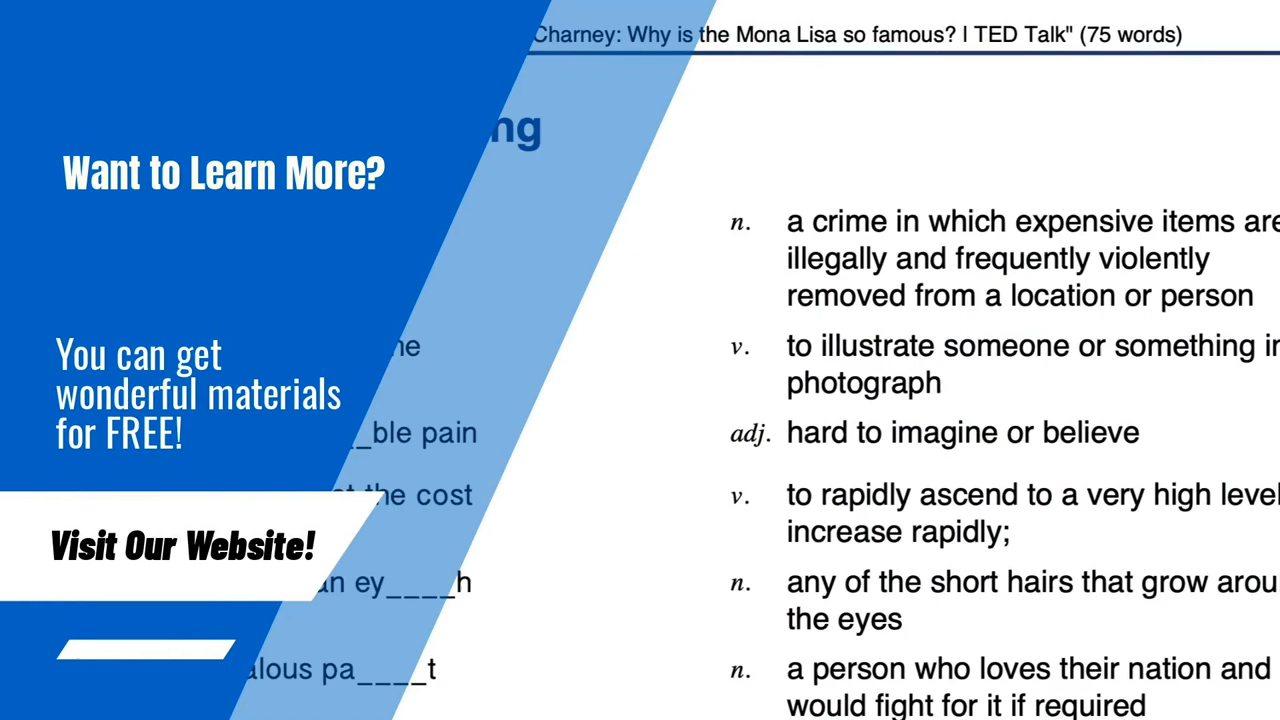 Charney: Why is the Mona Lisa so famous? | TED Talk" (75 words)
ng
Want to Learn More?
You can get
wonderful materials
for FREE!
Visit Our Website!
n. a crime in which expensive items are
illegally and frequently violently
removed from a location or person
ne
v. to illustrate someone or something in
photograph
_ble pain
adj. hard to imagine or believe
the cost
v. to rapidly ascend to a very high level
increase rapidly;
an ey____h
n. any of the short hairs that grow arou
the eyes
alous pa____t
n. a person who loves their nation and
would fight for it if required